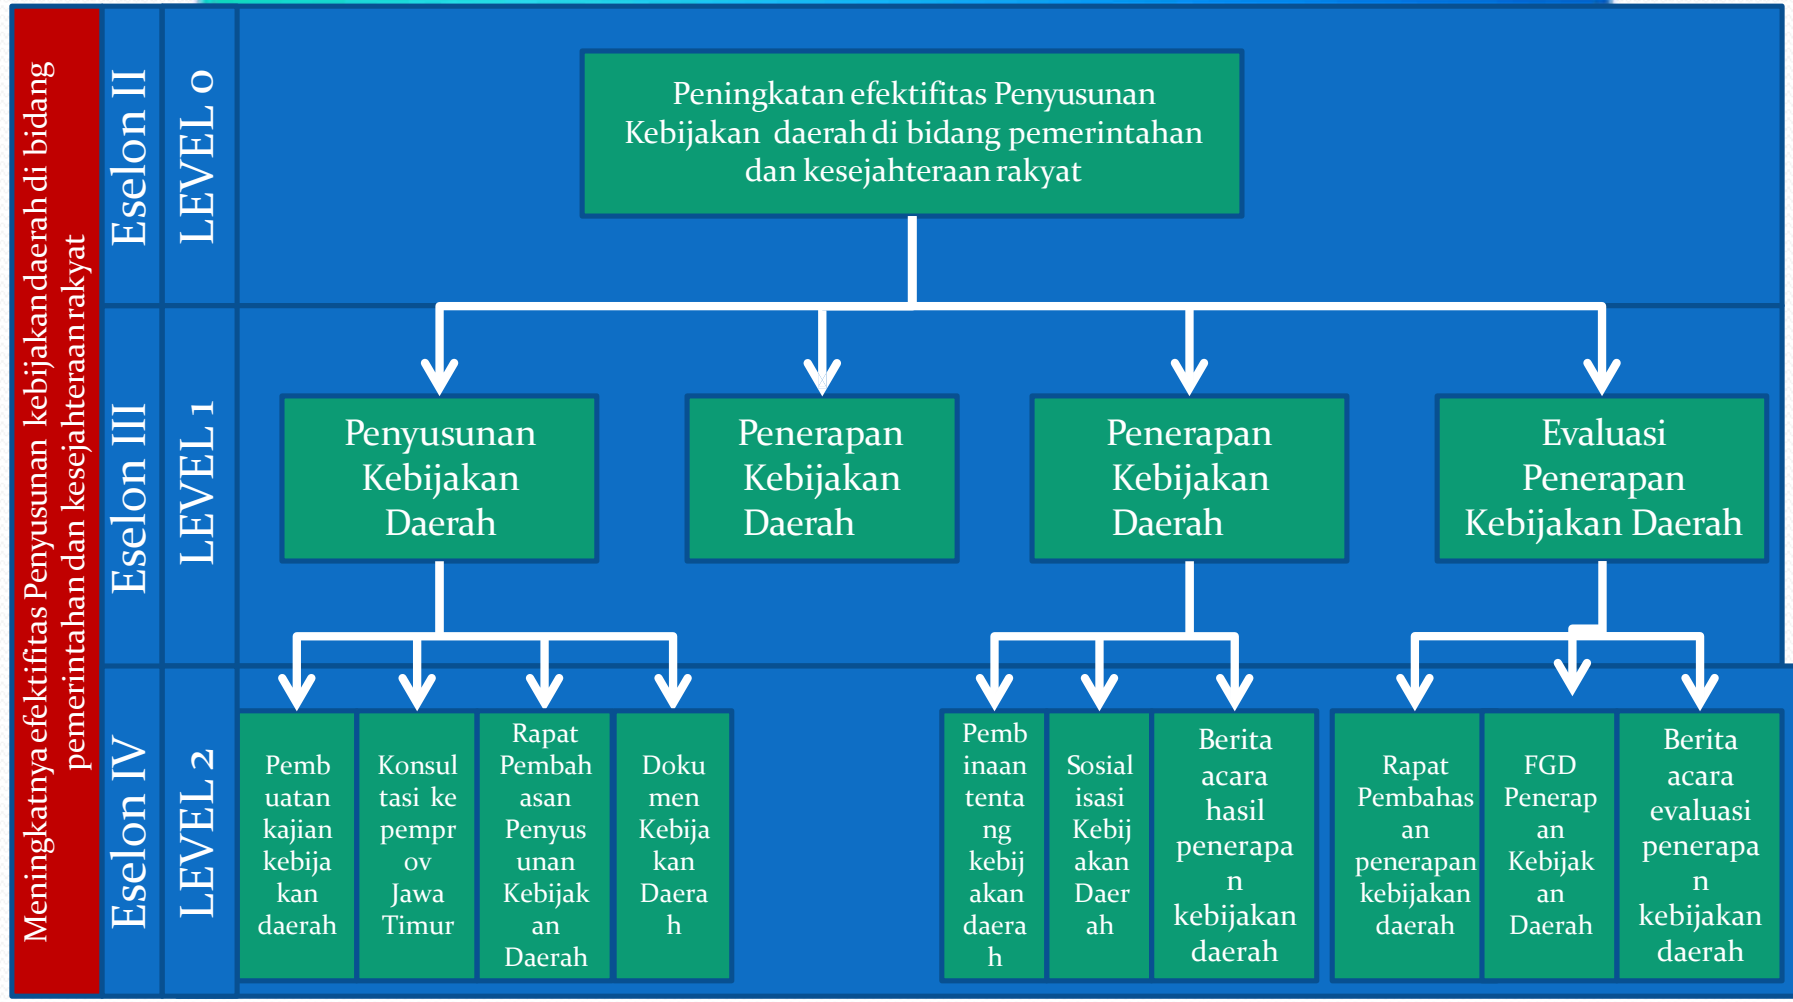 Meningkatnya efektifitas Penyusunan kebijakan daerah di bidang
pemerintahan dan kesejahteraan rakyat
Eselon II
LEVEL 0
Peningkatan efektifitas Penyusunan
Kebijakan daerah di bidang pemerintahan
dan kesejahteraan rakyat
Eselon III
LEVEL 1
Penyusunan
Kebijakan
Daerah
Penerapan
Kebijakan
Daerah
Penerapan
Kebijakan
Daerah
Evaluasi
Penerapan
Kebijakan Daerah
Eselon IV
LEVEL 2
Pemb
uatan
kajian
kebija
kan
daerah
Konsul
tasi ke
pempr
ov
Jawa
Timur
Rapat
Pembah
asan
Penyus
unan
Kebijak
an
Daerah
Doku
men
Kebija
kan
Daera
h
Pemb
inaan
tenta
ng
kebij
akan
daera
h
Sosial
isasi
Kebij
akan
Daer
ah
Berita
acara
hasil
penerapa
n
kebijakan
daerah
Rapat
Pembahas
an
penerapan
kebijakan
daerah
FGD
Penerap
an
Kebijak
an
Daerah
Berita
acara
evaluasi
penerapa
n
kebijakan
daerah